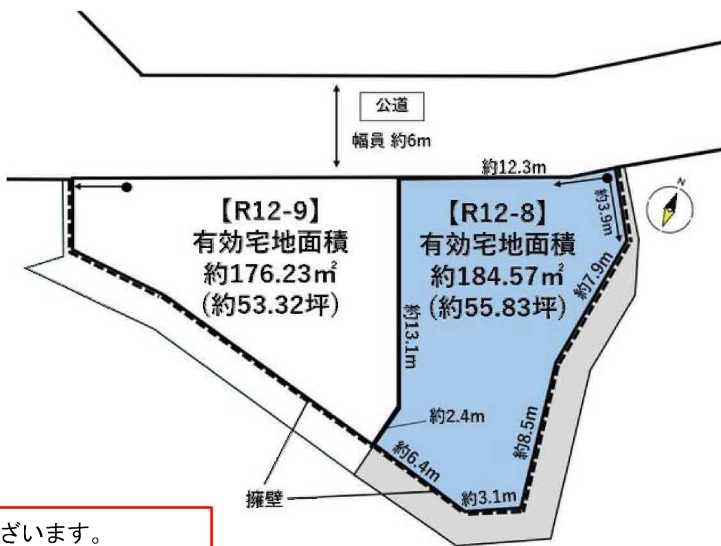 公道
幅員 約6m
約12.3m
【R12-9】
有効宅地面積
約176.23㎡
(約53.32坪)
【R12-8】
有効宅地面積
約184.57㎡
(約55.83坪)
約3.9m
N
約7.9m
約13.1m
約2.4m
約8.5m
約6.4m
約3.1m
擁壁
ざいます。